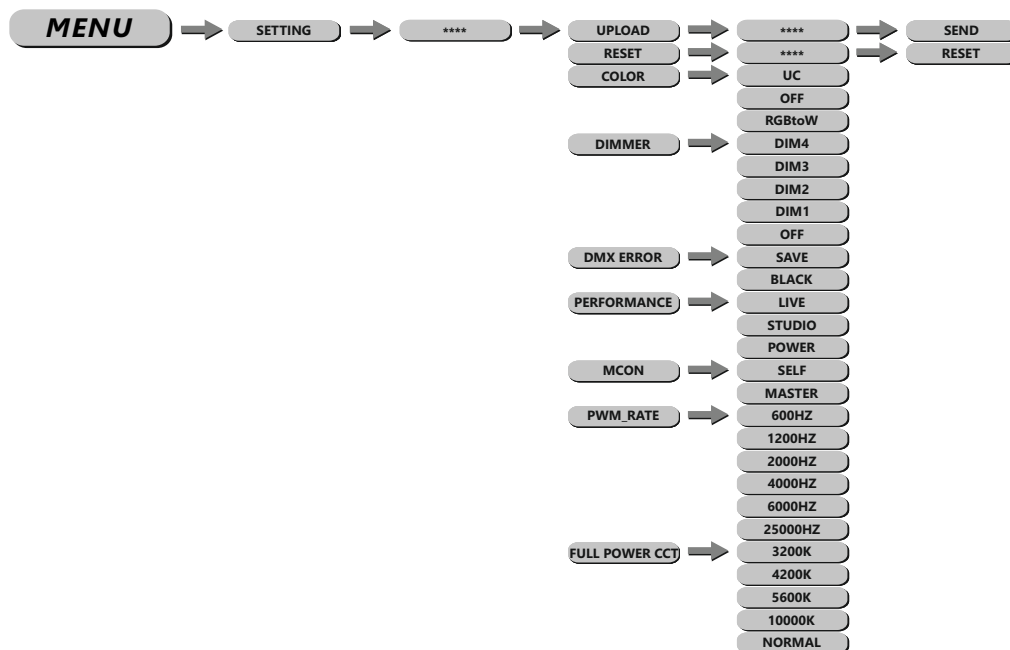 MENU SETTING **** UPLOAD **** SEND
RESET **** RESET
COLOR UC
OFF
RGBtoW
DIMMER DIM4
DIM3
DIM2
DIM1
OFF
DMX ERROR SAVE
BLACK
PERFORMANCE LIVE
STUDIO
POWER
MCON SELF
MASTER
PWM_RATE 600HZ
1200HZ
2000HZ
4000HZ
6000HZ
25000HZ
FULL POWER CCT 3200K
4200K
5600K
10000K
NORMAL